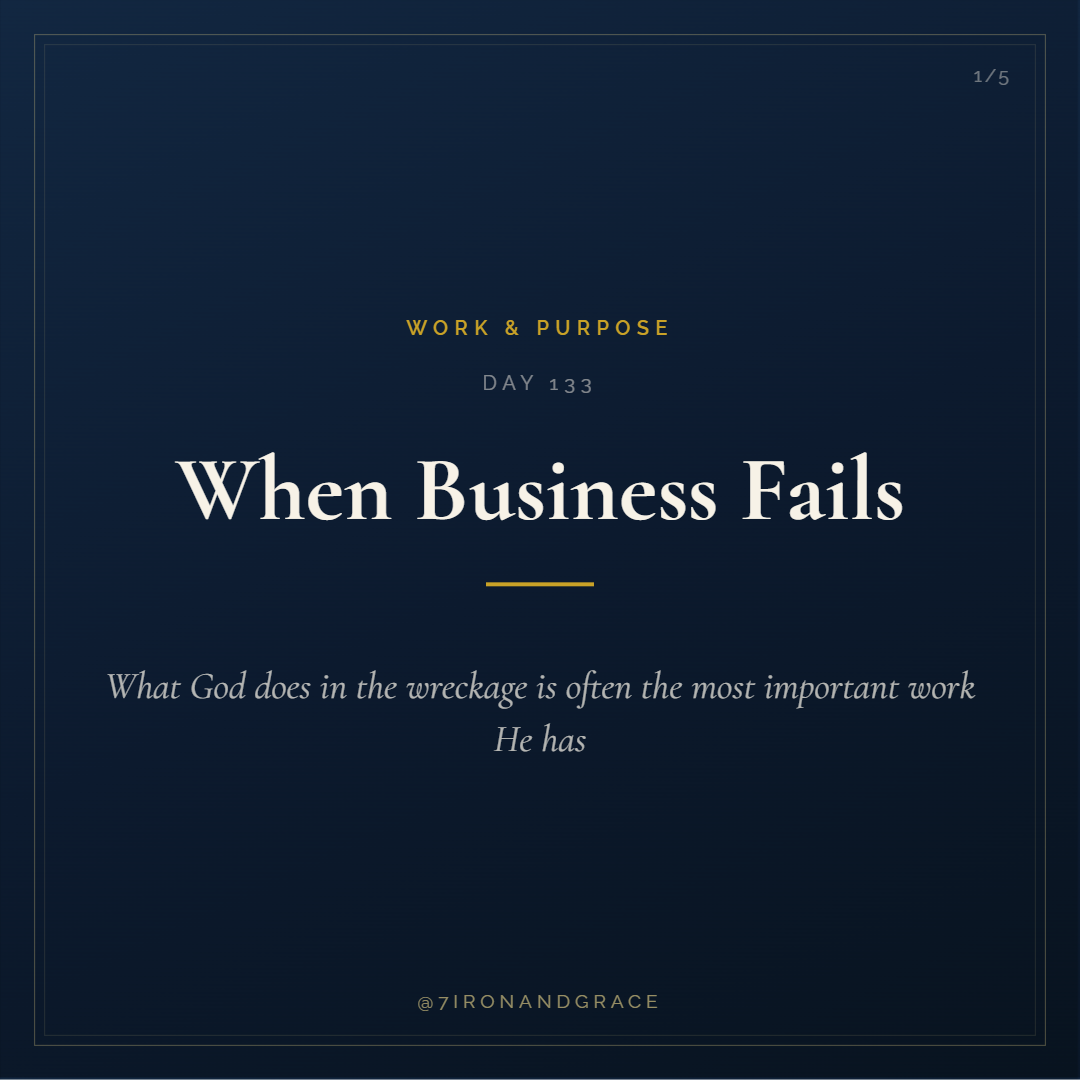 1/5
WORK & PURPOSE
DAY 133
When Business Fails
What God does in the wreckage is often the most important work
He has
@7IRONANDGRACE